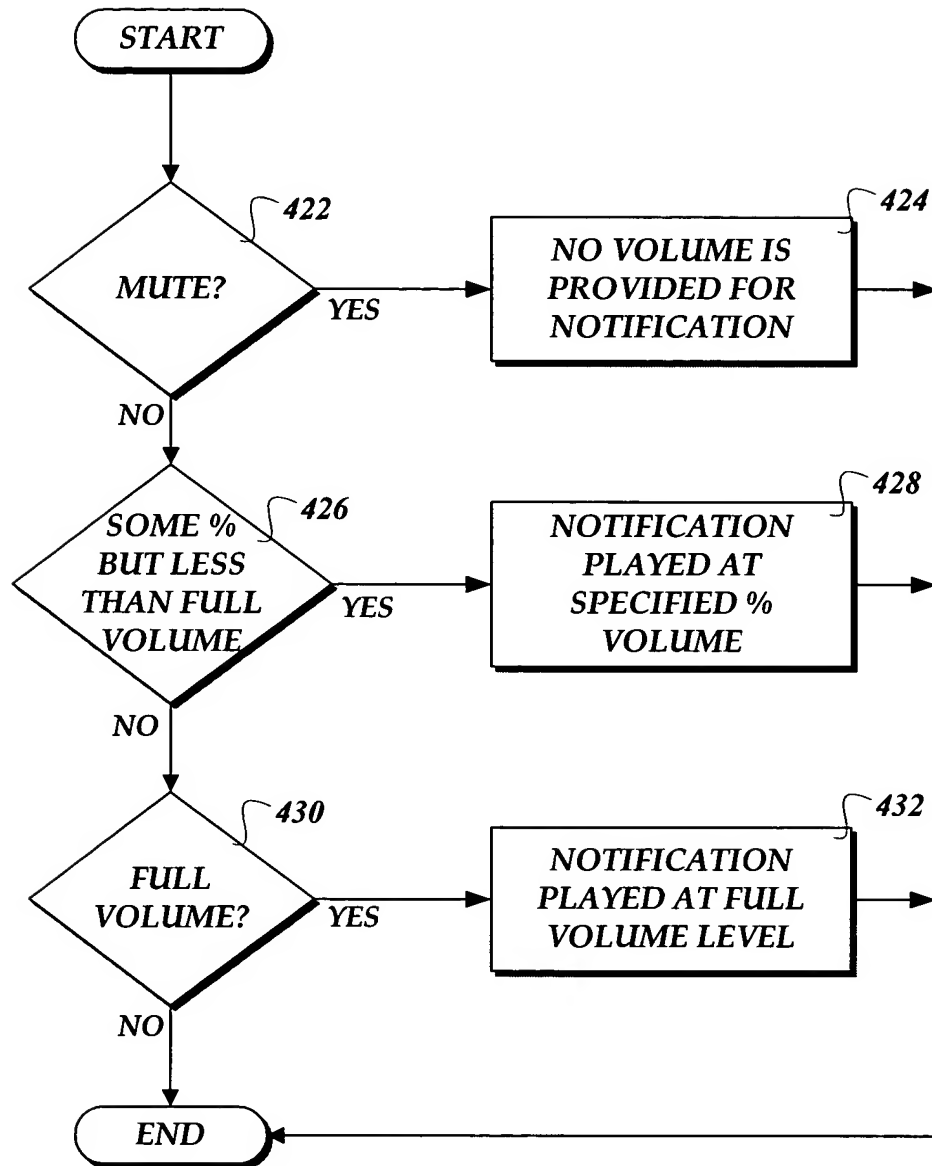 START
422
MUTE?
YES
NO
424
NO VOLUME IS
PROVIDED FOR
NOTIFICATION
426
SOME %
BUT LESS
THAN FULL
VOLUME
YES
NO
428
NOTIFICATION
PLAYED AT
SPECIFIED %
VOLUME
430
FULL
VOLUME?
YES
NO
432
NOTIFICATION
PLAYED AT FULL
VOLUME LEVEL
END